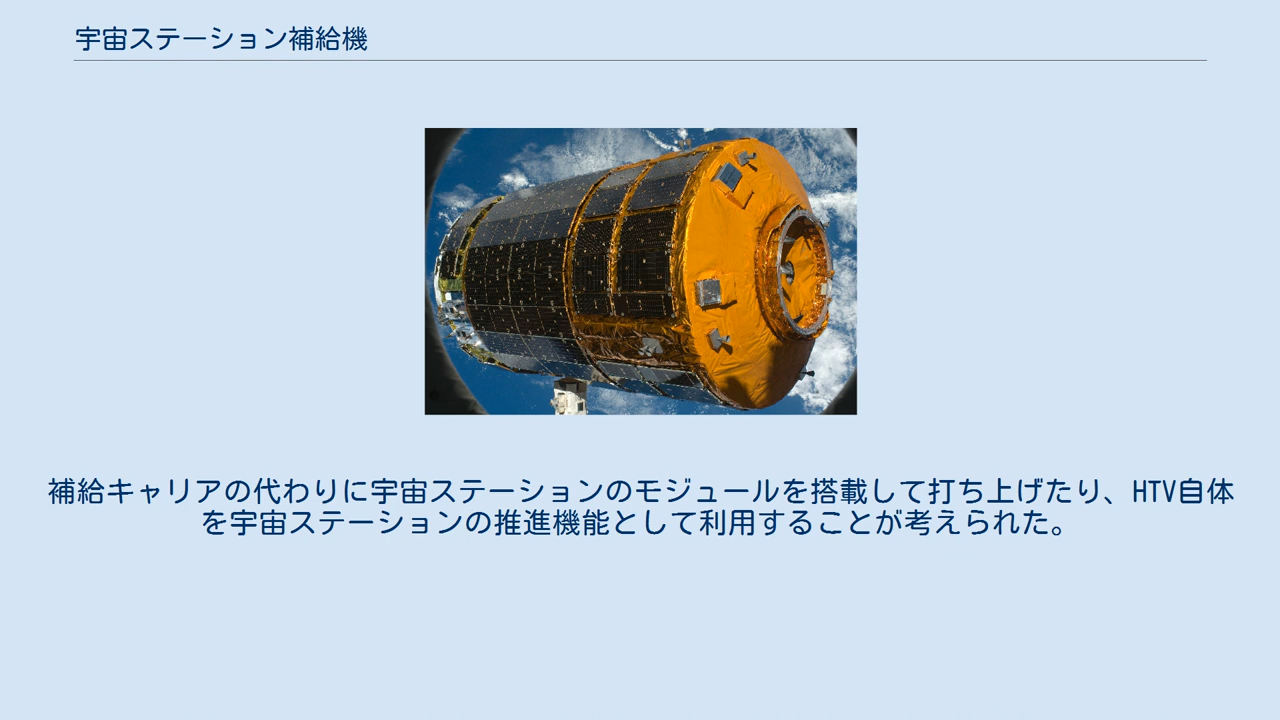 宇宙ステーション補給機
補給キャリアの代わりに宇宙ステーションのモジュールを搭載して打ち上げたり、HTV自体
を宇宙ステーションの推進機能として利用することが考えられた。